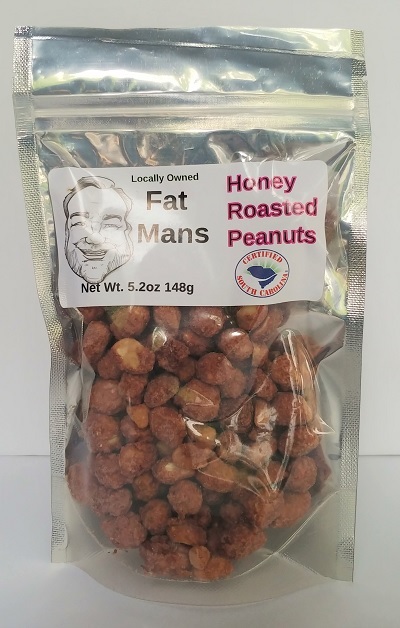 Locally Owned
Fat
Mans
Honey
Roasted
Peanuts
CERTIFIED
SOUTH CAROLINA
Net Wt. 5.2oz 148g